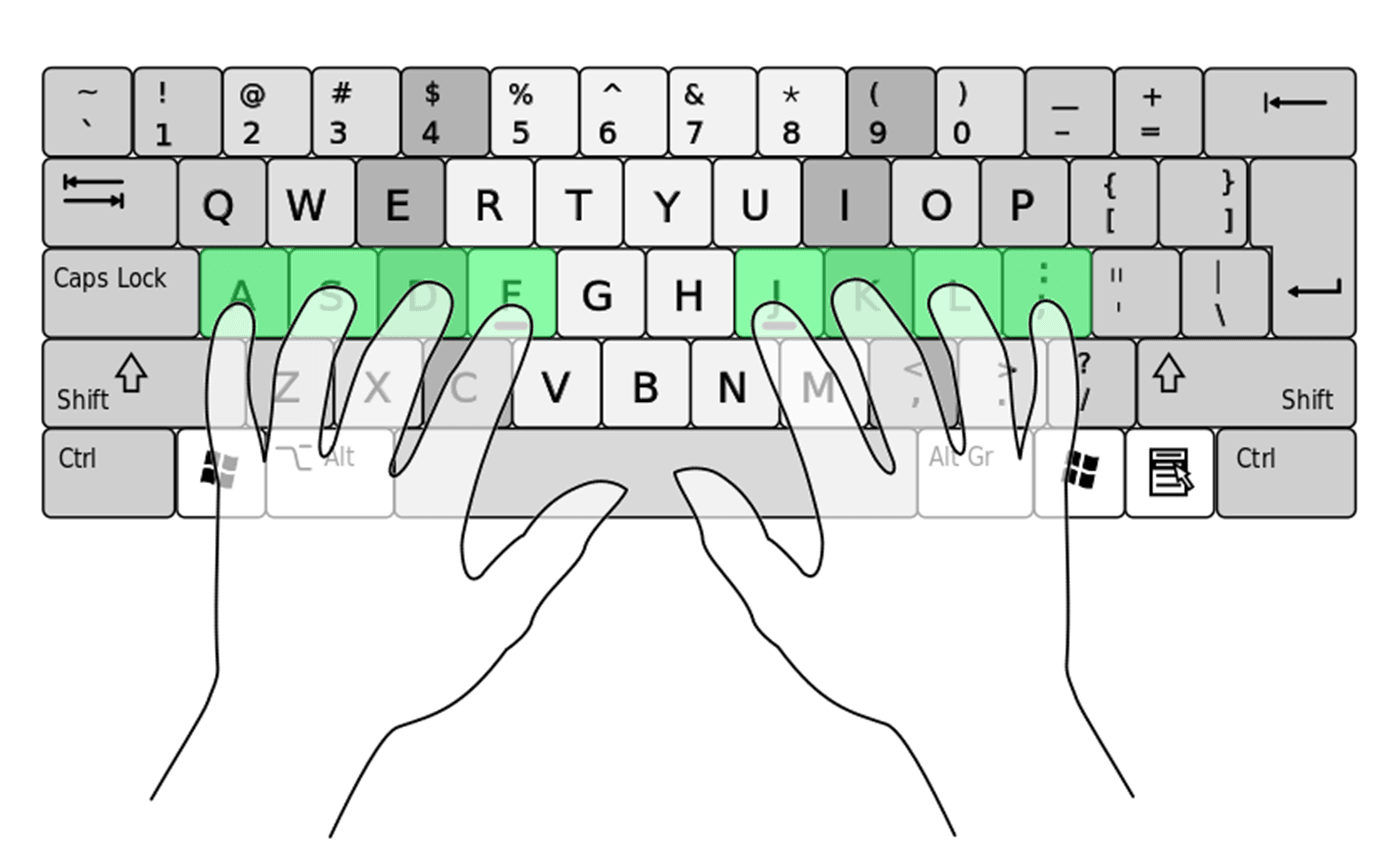 ~ ! @ # $ % ^ & * ( ) _ +
` 1 2 3 4 5 6 7 8 9 0 - =
Q W E R T Y U I O P { }
[ ]
Caps Lock A S D F G H J K L : " |
; ' \
Shift Z X C V B N M < > ? Shift
, . /
Ctrl Alt Alt Gr Ctrl